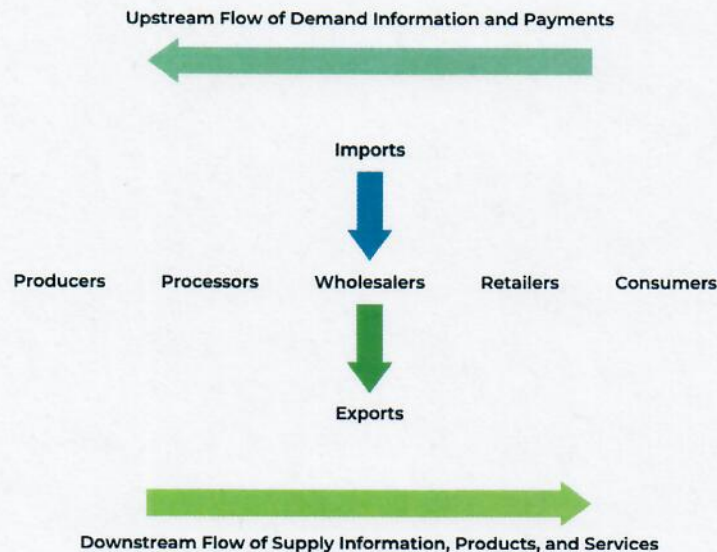 Upstream Flow of Demand Information and Payments
Imports
Producers Processors Wholesalers Retailers Consumers
Exports
Downstream Flow of Supply Information, Products, and Services